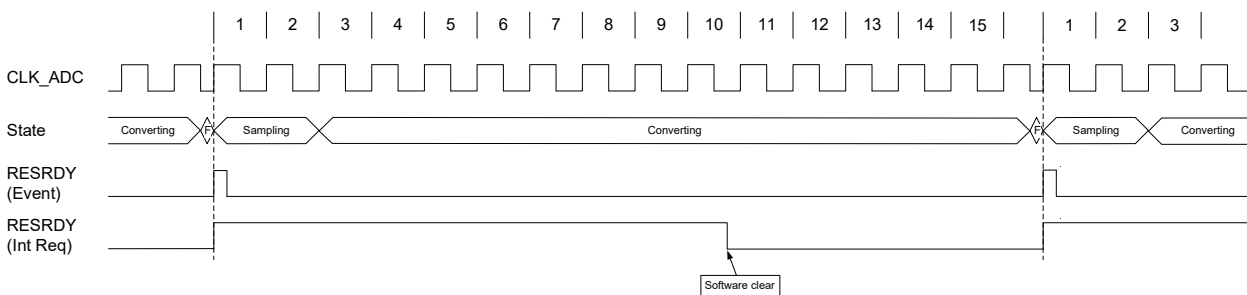 1 2 3 4 5 6 7 8 9 10 11 12 13 14 15 1 2 3
CLK_ADC
State Converting F Sampling Converting F Sampling Converting
RESRDY
(Event)
RESRDY
(Int Req)
Software clear